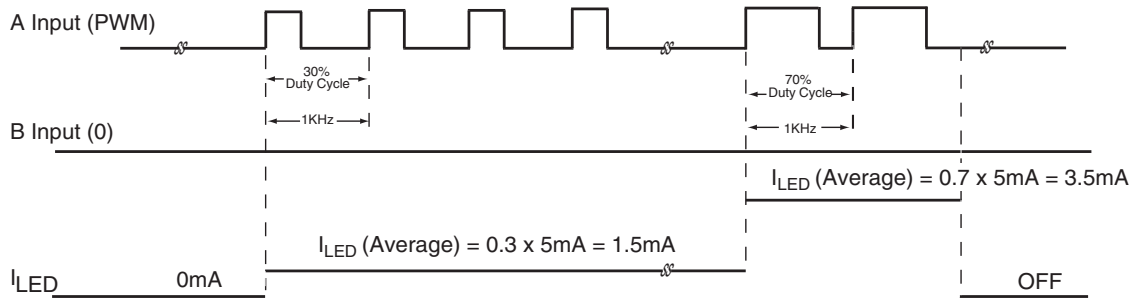 A Input (PWM)
30%
Duty Cycle
1KHz
70%
Duty Cycle
1KHz
B Input (0)
I_LED (Average) = 0.7 x 5mA = 3.5mA
I_LED (Average) = 0.3 x 5mA = 1.5mA
I_LED
0mA
OFF